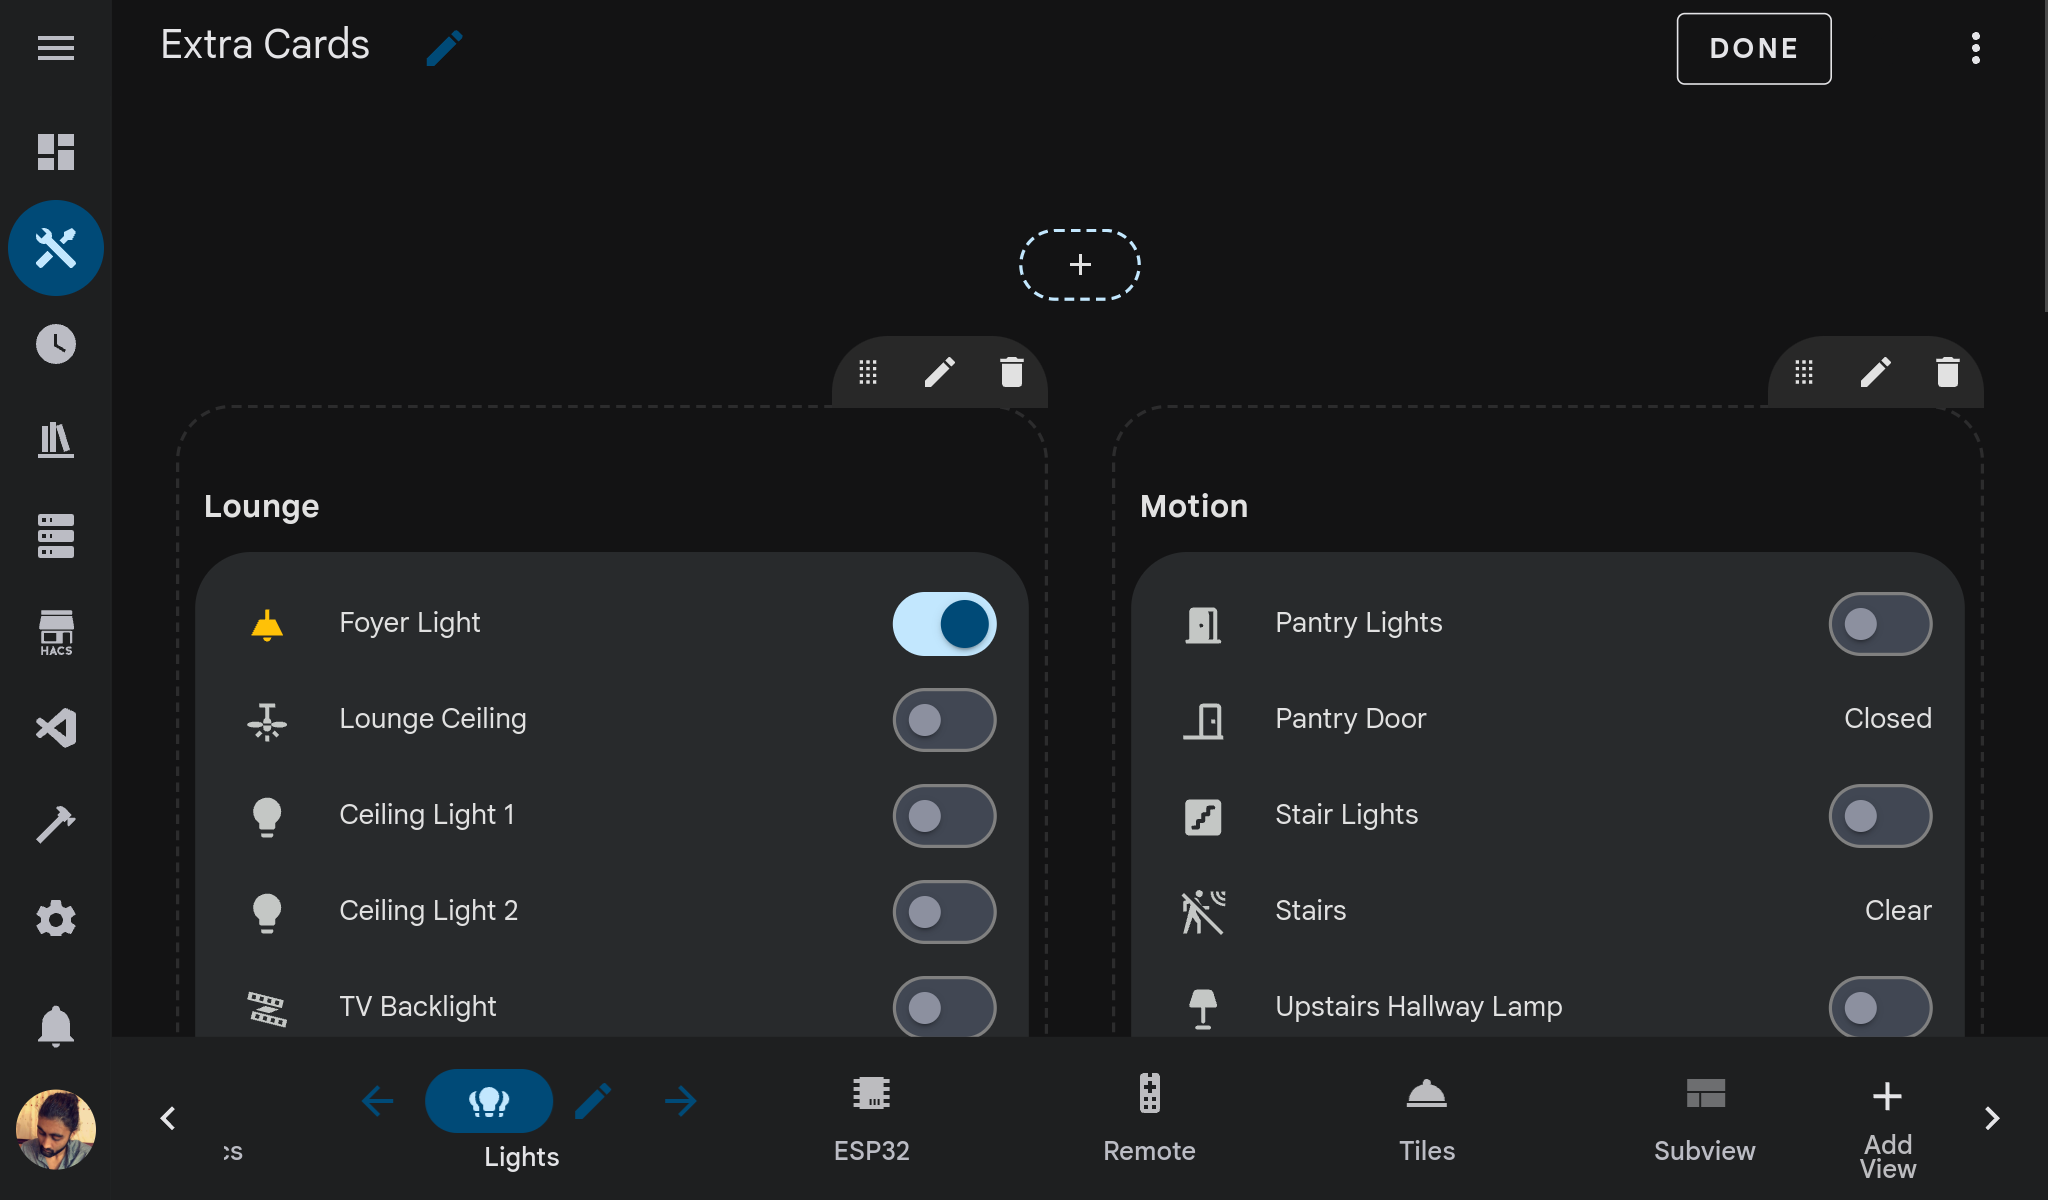 Extra Cards
DONE
HACS
Lounge
Foyer Light
Lounge Ceiling
Ceiling Light 1
Ceiling Light 2
TV Backlight
Motion
Pantry Lights
Pantry Door
Closed
Stair Lights
Stairs
Clear
Upstairs Hallway Lamp
Lights
ESP32
Remote
Tiles
Subview
Add
View